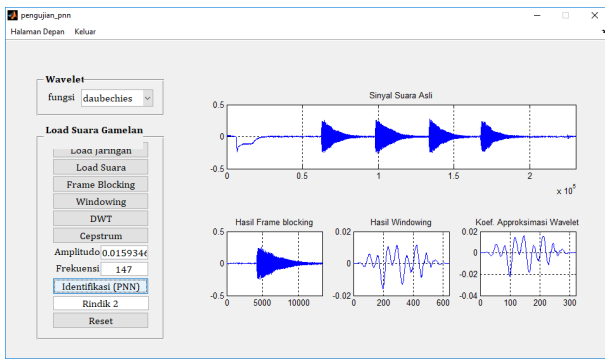 pengujian_pnn
Halaman Depan Keluar
Wavelet
fungsi daubechies
Load Suara Gamelan
Load Jaringan
Load Suara
Frame Blocking
Windowing
DWT
Cepstrum
Amplitudo 0.0159346
Frekuensi 147
Identifikasi (PNN)
Rindik 2
Reset
Sinyal Suara Asli
0.5
0
-0.5
0 0.5 1 1.5 2
x 10^5
Hasil Frame blocking
0.5
0
-0.5
0 5000 10000
Hasil Windowing
0.02
0
-0.02
0 200 400 600
Koef. Approksimasi Wavelet
0.02
0
-0.02
-0.04
0 100 200 300